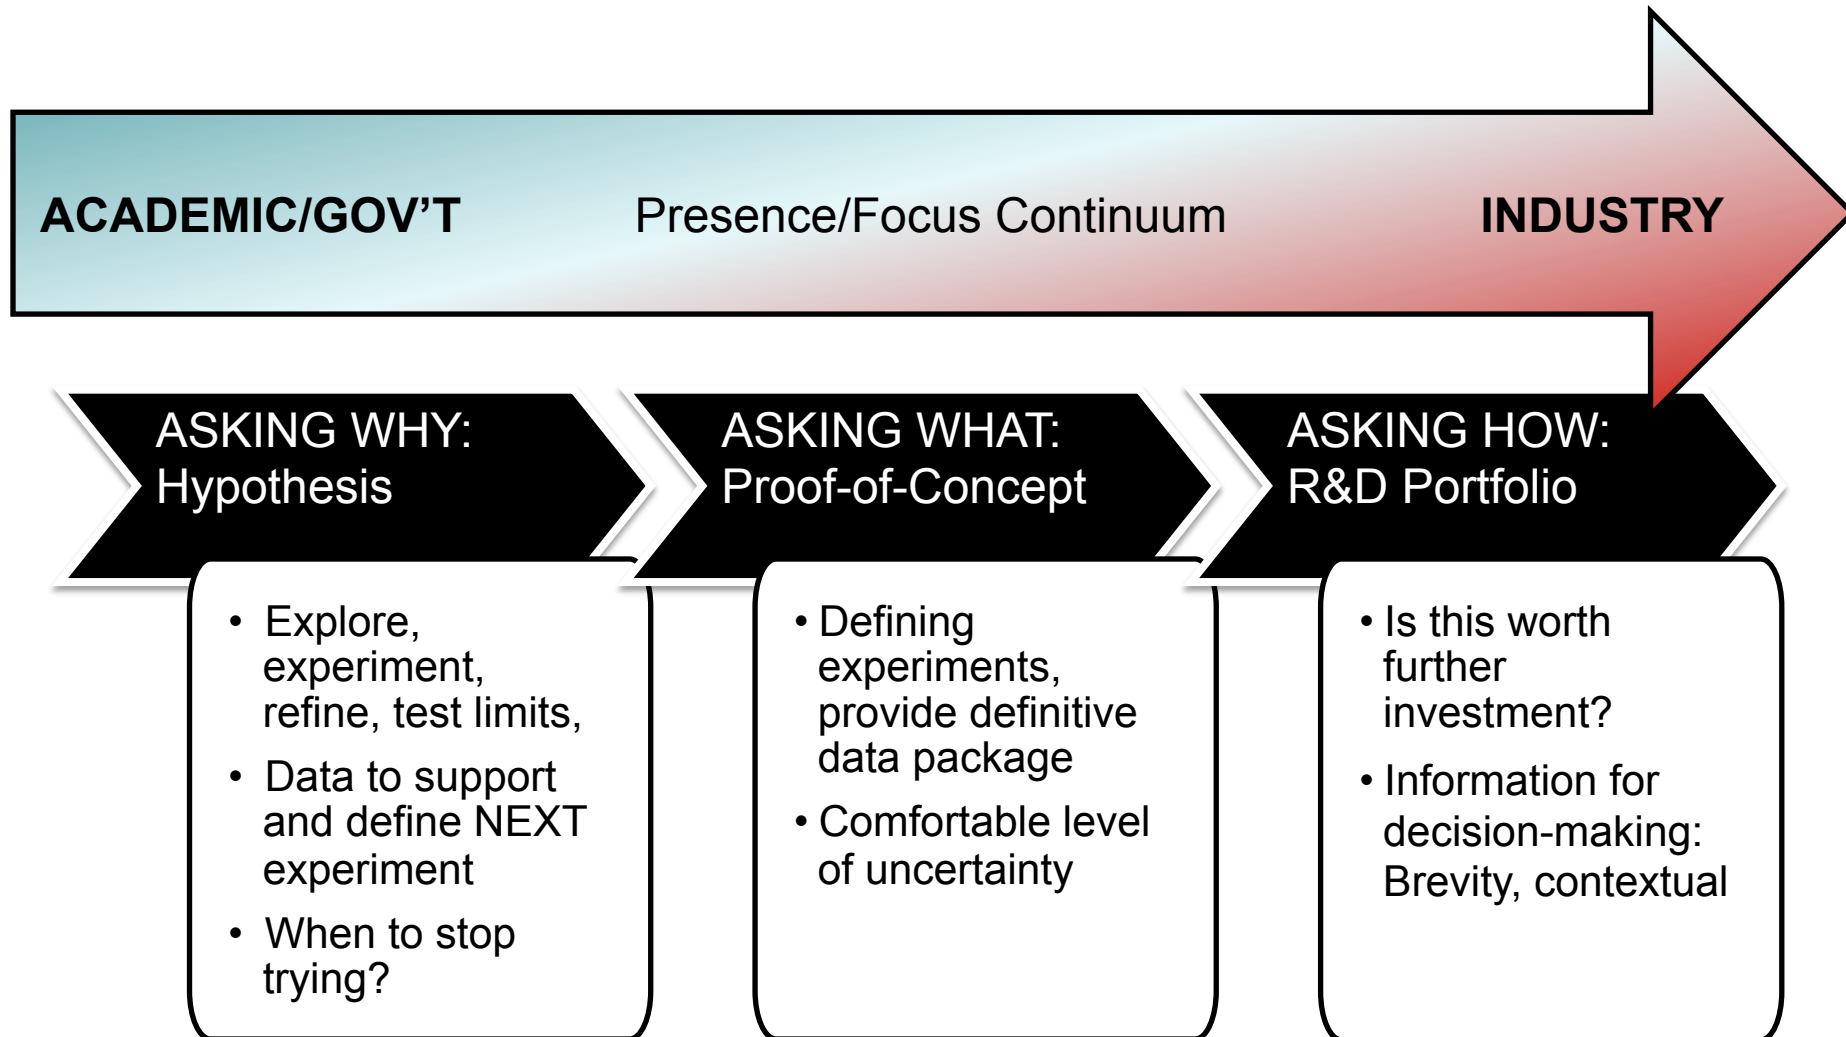 ACADEMIC/GOV’T Presence/Focus Continuum INDUSTRY
ASKING WHY:
Hypothesis
• Explore,
experiment,
refine, test limits,
• Data to support
and define NEXT
experiment
• When to stop
trying?
ASKING WHAT:
Proof-of-Concept
• Defining
experiments,
provide definitive
data package
• Comfortable level
of uncertainty
ASKING HOW:
R&D Portfolio
• Is this worth
further
investment?
• Information for
decision-making:
Brevity, contextual